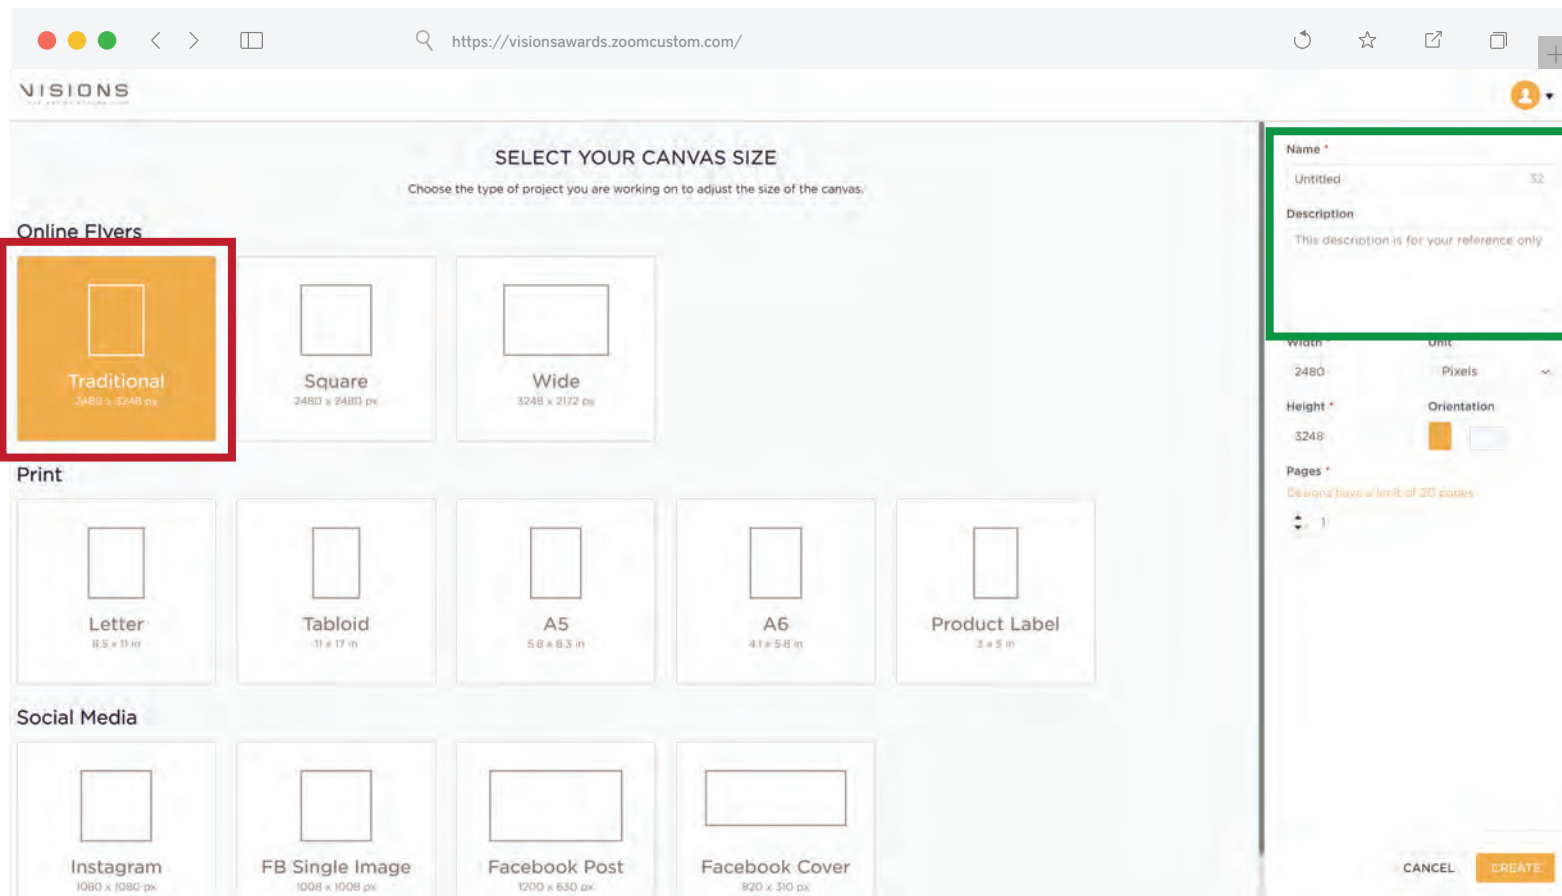 https://visionsawards.zoomcustom.com/
VISIONS
SELECT YOUR CANVAS SIZE
Choose the type of project you are working on to adjust the size of the canvas.
Online Flyers
Traditional
2480 x 3248 px
Square
2480 x 2480 px
Wide
3248 x 2172 px
Print
Letter
8.5 x 11 in
Tabloid
11 x 17 in
A5
5.8 x 8.3 in
A6
4.1 x 5.8 in
Product Label
3 x 5 in
Social Media
Instagram
1080 x 1080 px
FB Single Image
1008 x 1008 px
Facebook Post
1200 x 630 px
Facebook Cover
820 x 310 px
Name *
Untitled 32
Description
This description is for your reference only
Width * Unit
2480 Pixels
Height * Orientation
3248
Pages *
Designs have a limit of 20 pages
1
CANCEL CREATE